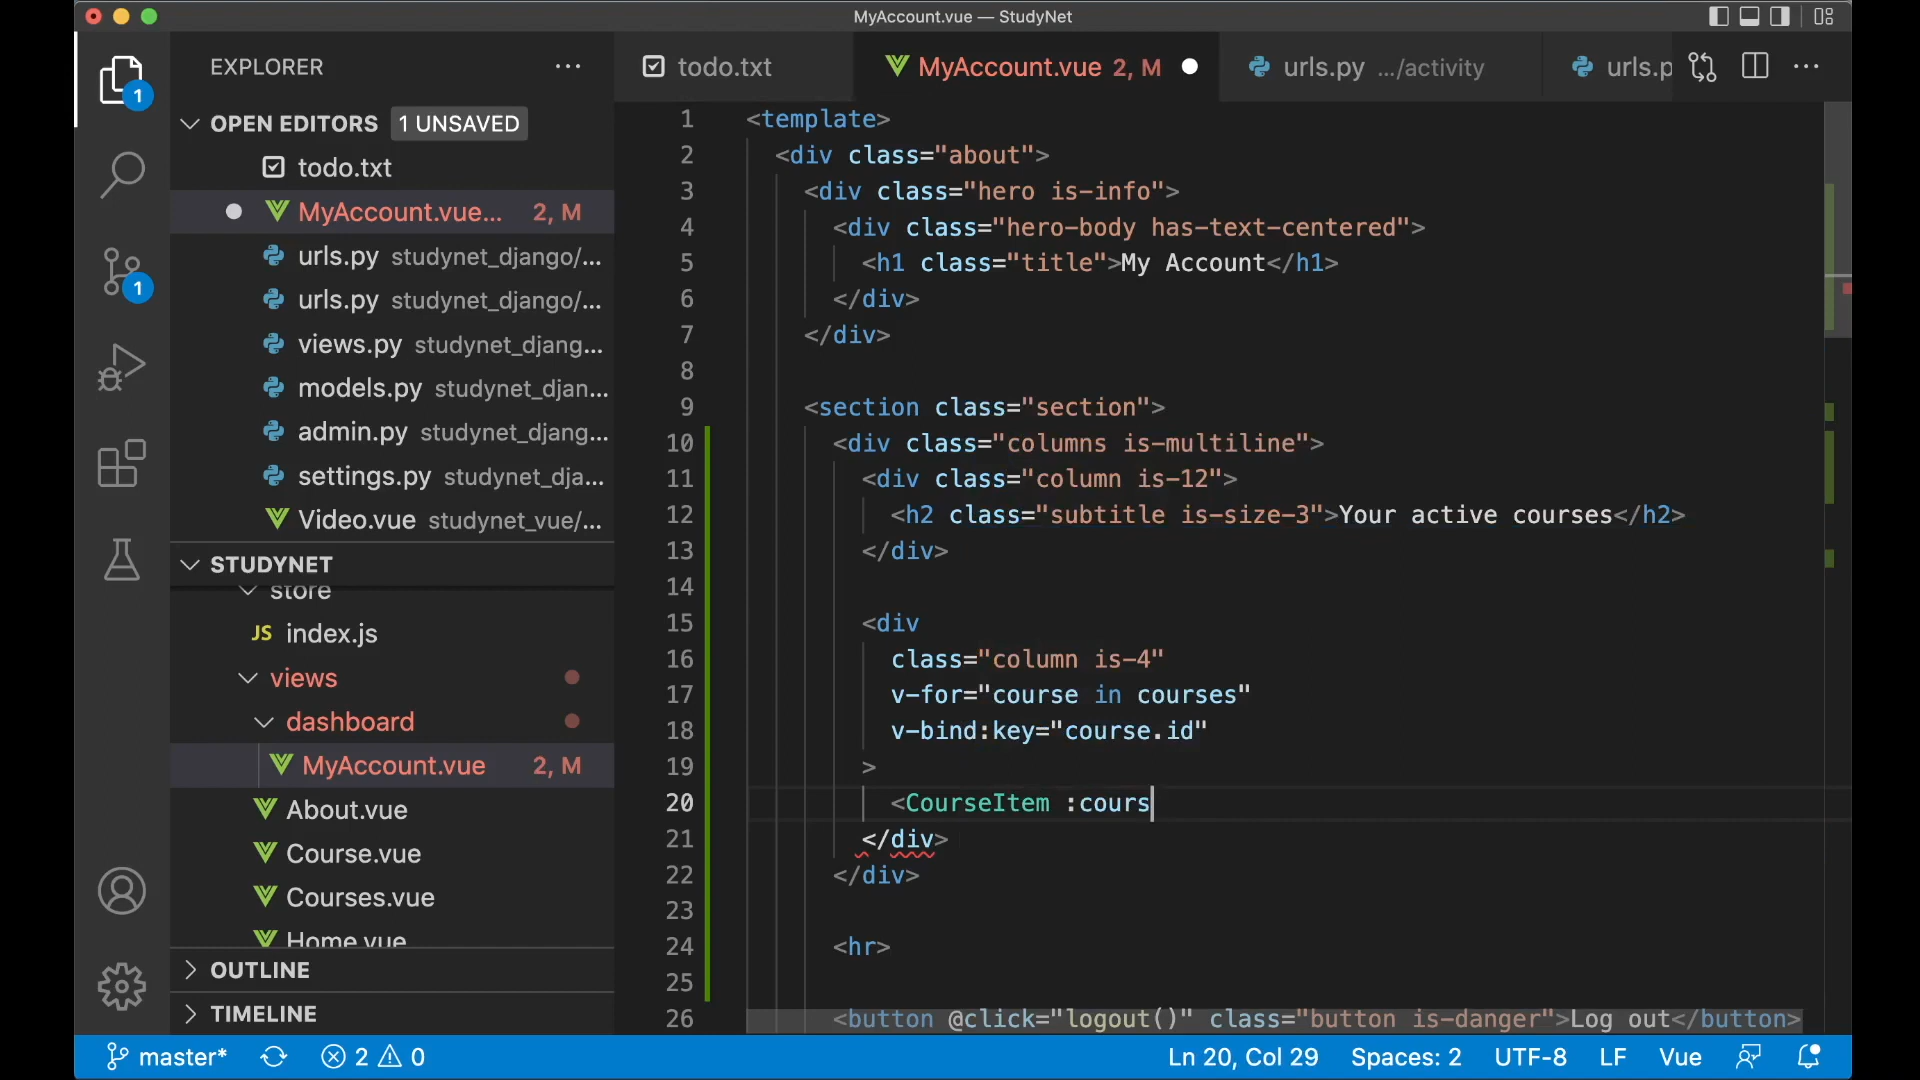 MyAccount.vue — StudyNet
EXPLORER
OPEN EDITORS 1 UNSAVED
todo.txt
MyAccount.vue... 2, M
urls.py studynet_django/...
urls.py studynet_django/...
views.py studynet_djang...
models.py studynet_djan...
admin.py studynet_djang...
settings.py studynet_dja...
Video.vue studynet_vue/...
STUDYNET
store
JS index.js
views
dashboard
MyAccount.vue 2, M
About.vue
Course.vue
Courses.vue
Home.vue
OUTLINE
TIMELINE
1
1
todo.txt MyAccount.vue 2, M urls.py .../activity urls.p
1 <template>
2 <div class="about">
3 <div class="hero is-info">
4 <div class="hero-body has-text-centered">
5 <h1 class="title">My Account</h1>
6 </div>
7 </div>
8
9 <section class="section">
10 <div class="columns is-multiline">
11 <div class="column is-12">
12 <h2 class="subtitle is-size-3">Your active courses</h2>
13 </div>
14
15 <div
16 class="column is-4"
17 v-for="course in courses"
18 v-bind:key="course.id"
19 >
20 <CourseItem :cours
21 </div>
22 </div>
23
24 <hr>
25
26 <button @click="logout()" class="button is-danger">Log out</button>
master* 2 0 Ln 20, Col 29 Spaces: 2 UTF-8 LF Vue